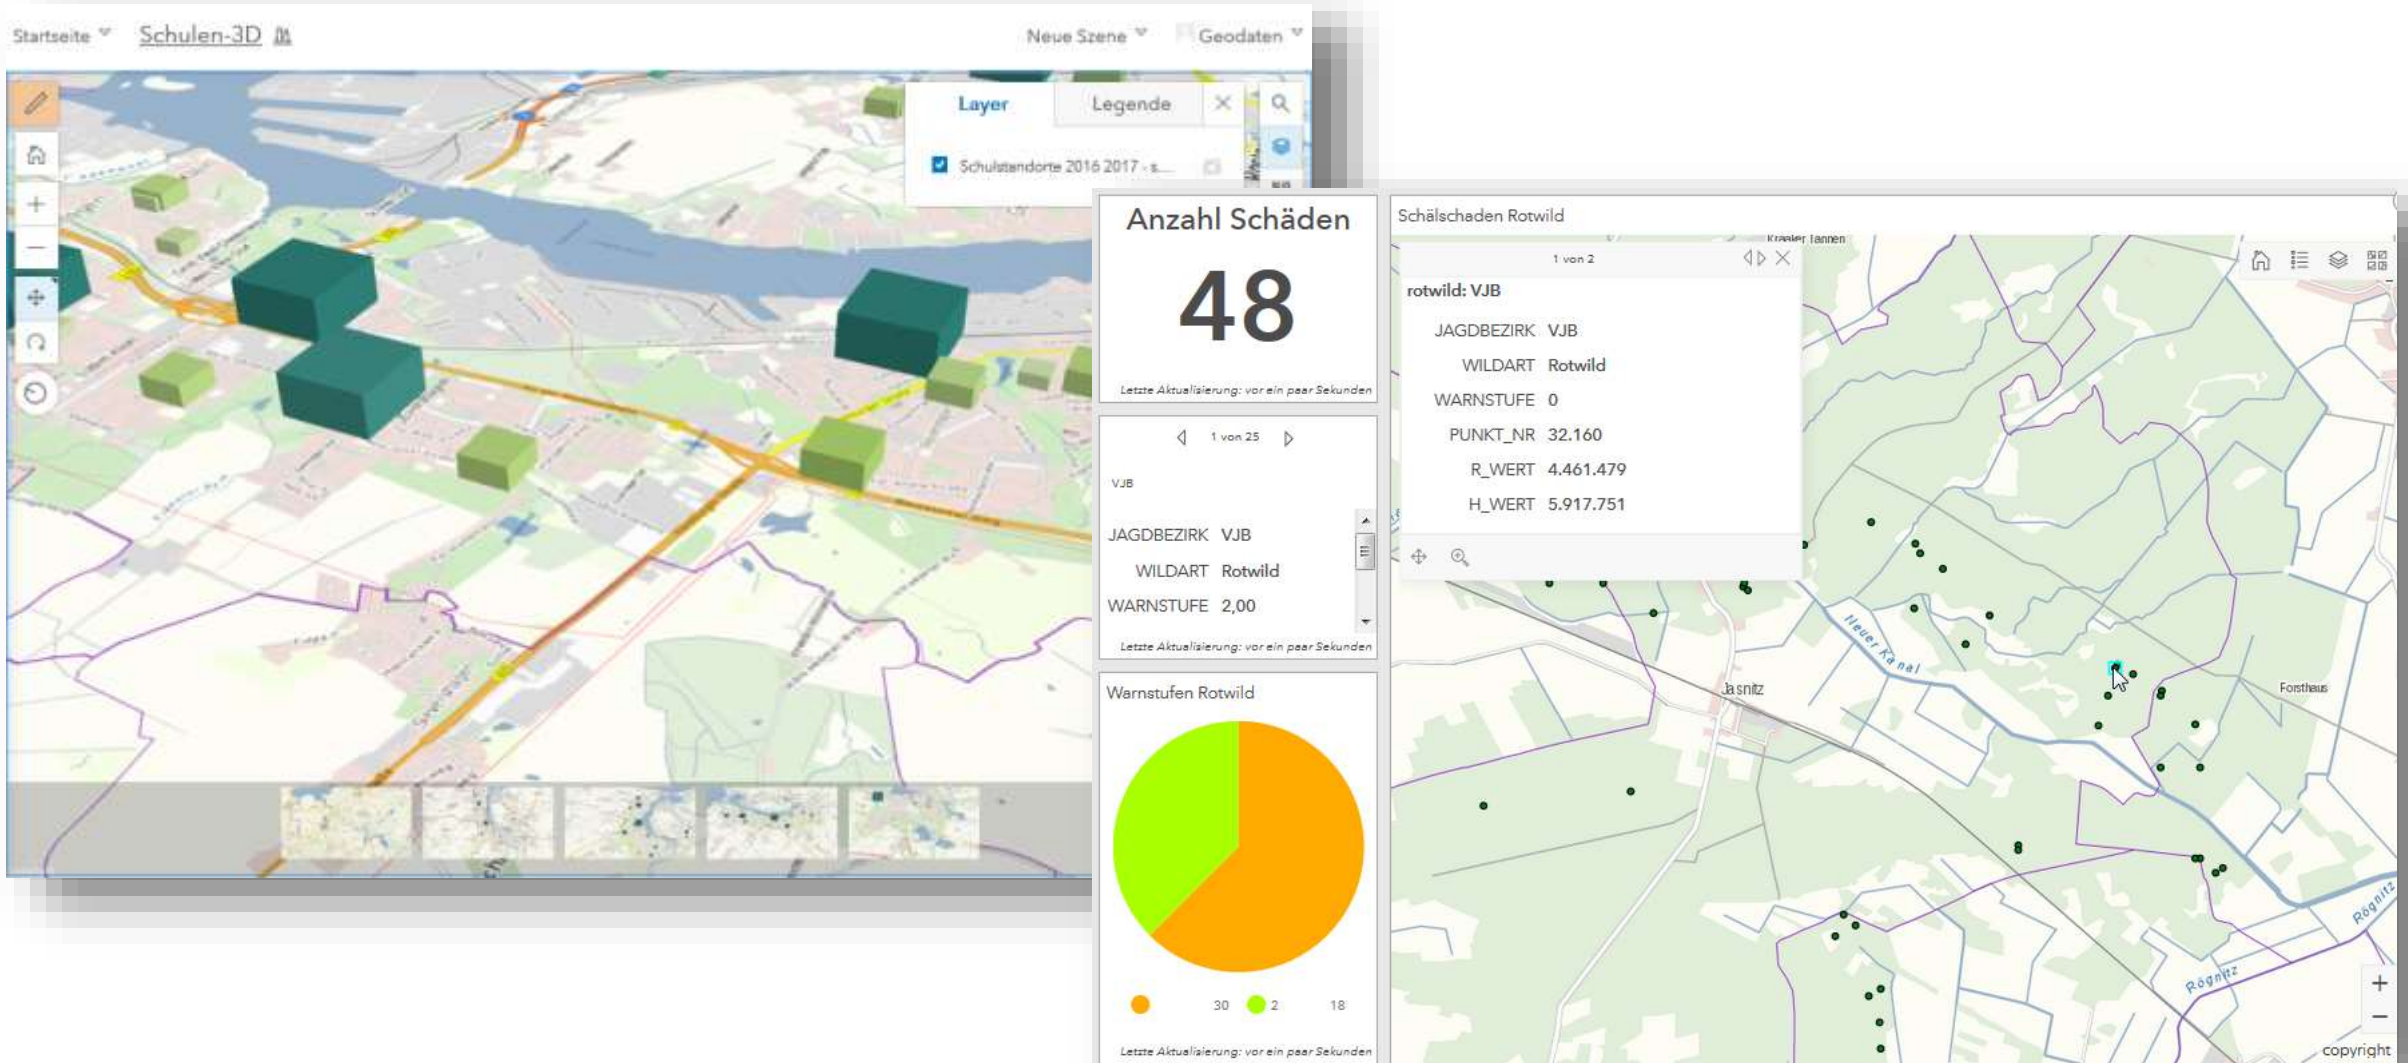 Startseite Schulen-3D Neue Szene Geodaten
Layer Legende
Schulstandorte 2016 2017 - s...
Anzahl Schäden
48
Letzte Aktualisierung: vor ein paar Sekunden
1 von 25
VJB
JAGDBEZIRK VJB
WILDART Rotwild
WARNSTUFE 2,00
Letzte Aktualisierung: vor ein paar Sekunden
Warnstufen Rotwild
30 2 18
Letzte Aktualisierung: vor ein paar Sekunden
Schälschaden Rotwild
Kraaker Tannen
1 von 2
rotwild: VJB
JAGDBEZIRK VJB
WILDART Rotwild
WARNSTUFE 0
PUNKT_NR 32.160
R_WERT 4.461.479
H_WERT 5.917.751
Neuer Kanal
Jasnitz
Forsthaus
Rögnitz
Rögnitz
copyright